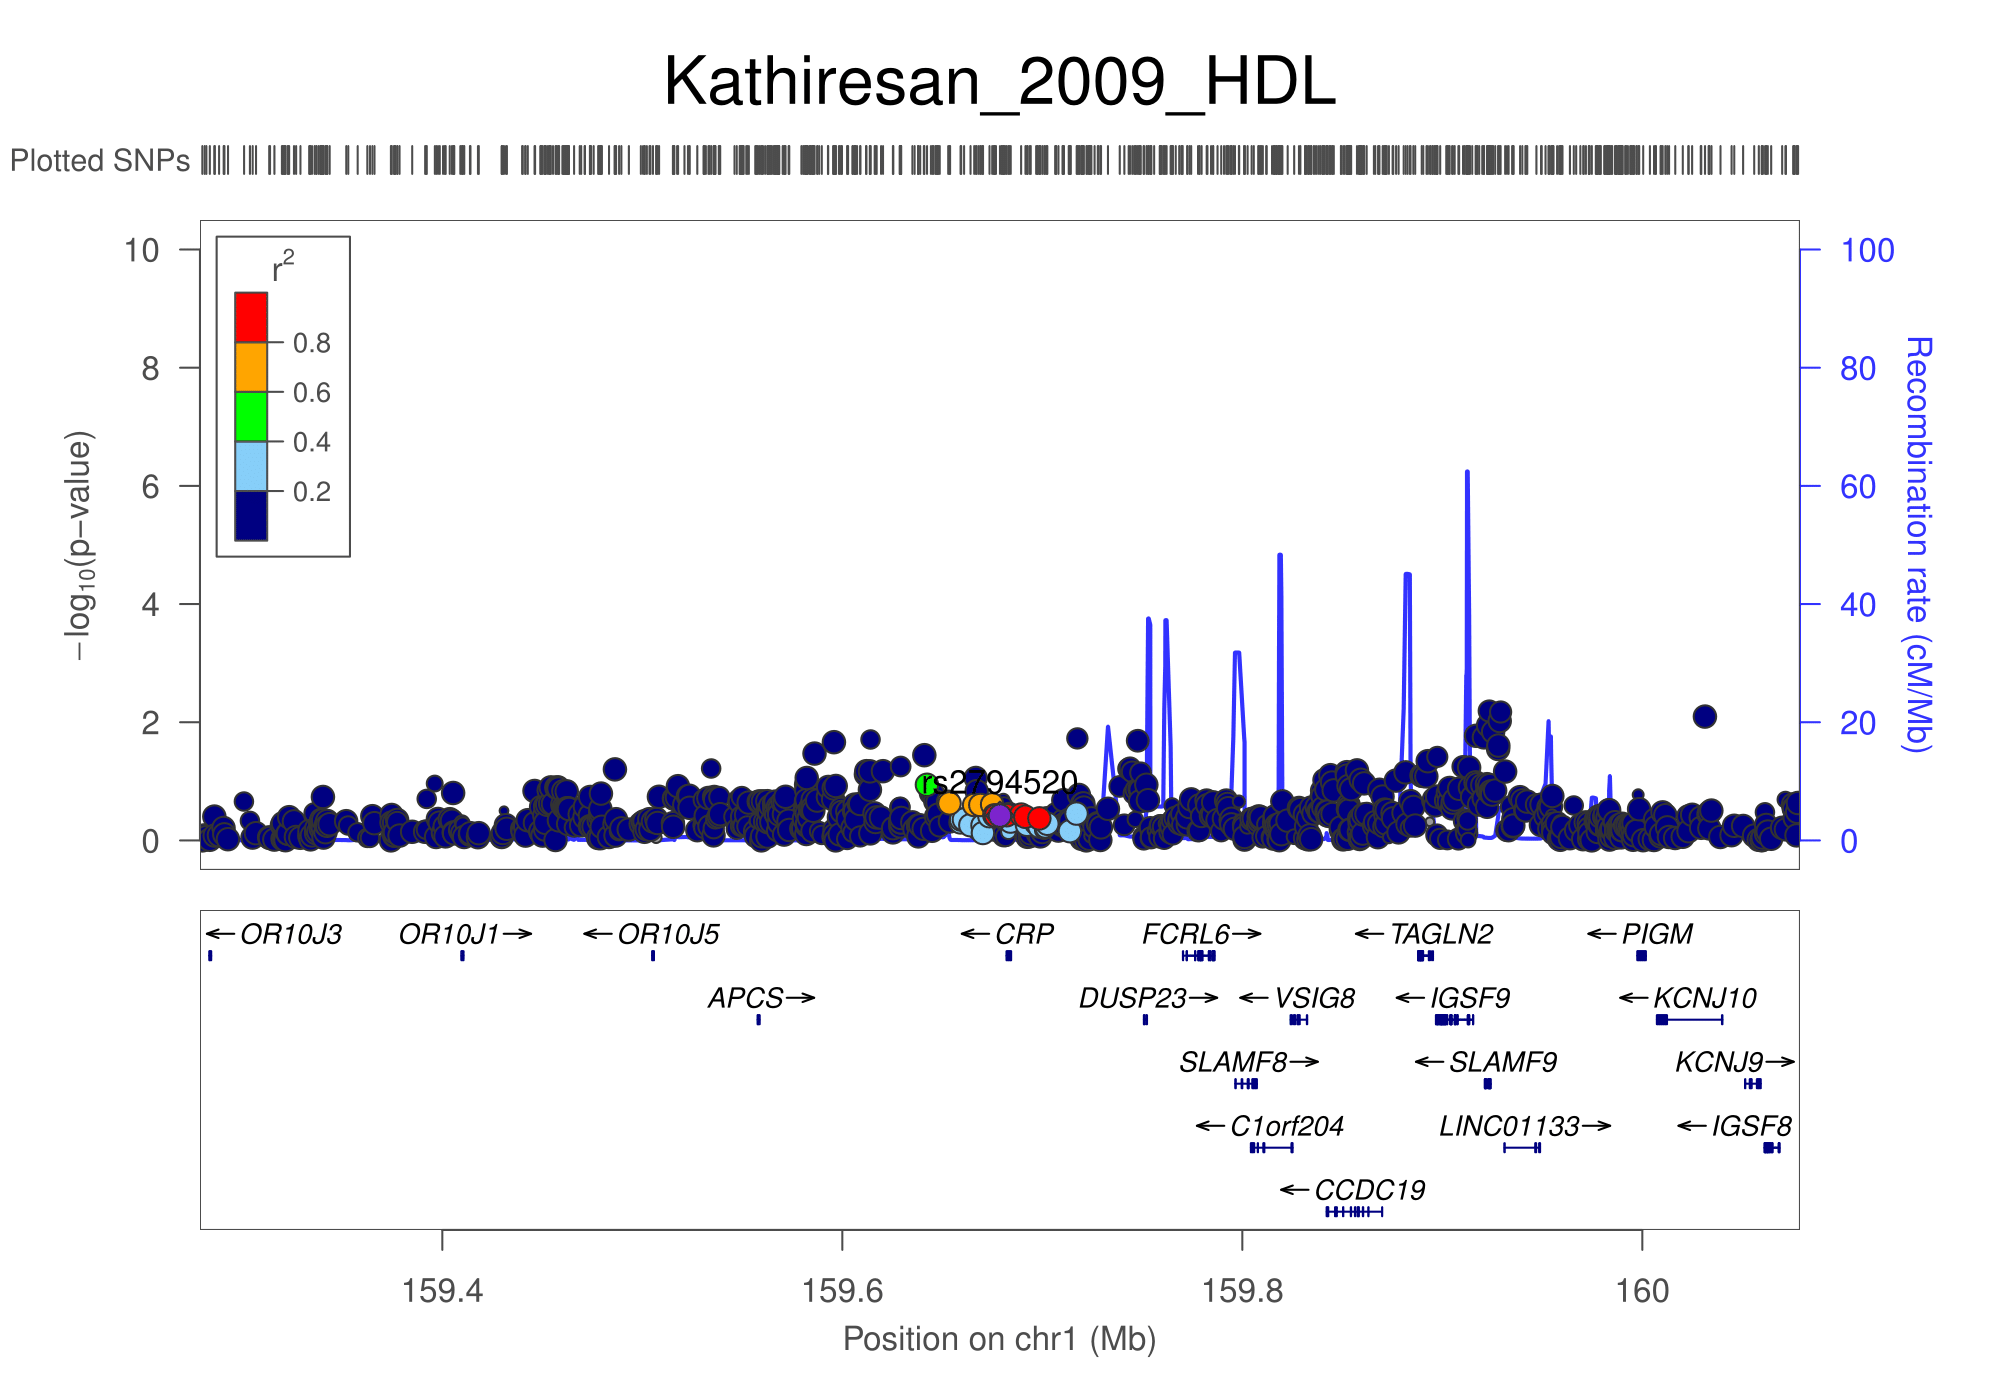 Kathiresan_2009_HDL
Plotted SNPs
10
8
6
4
2
0
−log10(p−value)
r2
0.8
0.6
0.4
0.2
rs2794520
100
80
60
40
20
0
Recombination rate (cM/Mb)
←OR10J3 OR10J1→ ←OR10J5 ←CRP FCRL6→ ←TAGLN2 ←PIGM
APCS→ DUSP23→ ←VSIG8 ←IGSF9 ←KCNJ10
SLAMF8→ ←SLAMF9 KCNJ9→
←C1orf204 LINC01133→ ←IGSF8
←CCDC19
159.4 159.6 159.8 160
Position on chr1 (Mb)